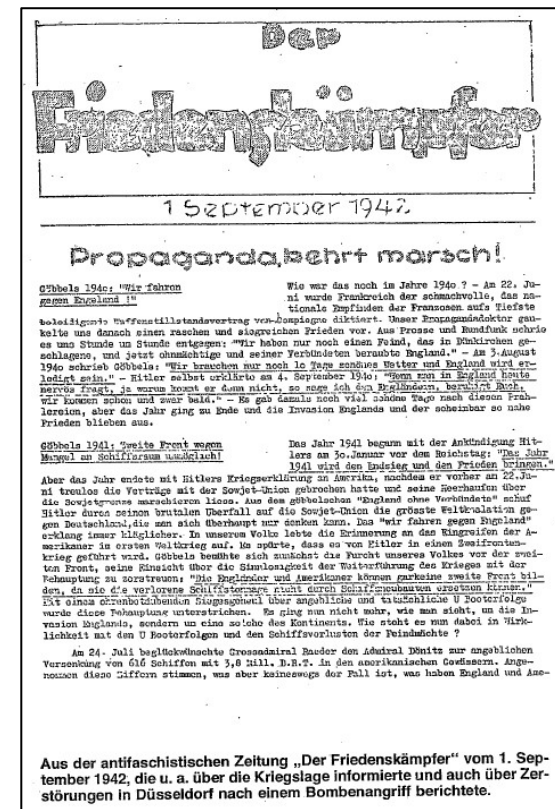 Der
Friedenskämpfer
1 September 1942
Propaganda, kehrt marsch!
Göbbels 1940: "Wir fahren
gegen Engeland !"
Wie war das noch im Jahre 1940 ? - Am 22. Ju-
ni wurde Frankreich der schmachvolle, das na-
tionale Empfinden der Franzosen aufs Tiefste
beleidigende Waffenstillstandsvertrag von Compiegne diktiert. Unser Propagandadoktor gau-
kelte uns danach einen raschen und siegreichen Frieden vor. Aus Presse und Rundfunk schrie
es uns Stunde um Stunde entgegen: "Wir haben nur noch einen Feind, das in Dünkirchen ge-
schlagene, und jetzt ohnmächtige und seiner Verbündeten beraubte England." - Am 3.August
1940 schrieb Göbbels: "Wir brauchen nur noch 10 Tage schönes Wetter und England wird er-
ledigt sein." - Hitler selbst erklärte am 4. September 1940: "Wenn man in England heute
nervös fragt, ja warum kommt er denn nicht, so sage ich den Engländern, beruhigt Euch,
wir kommen schon und zwar bald." - Es gab damals noch viel schöne Tage nach diesen Prah-
lereien, aber das Jahr ging zu Ende und die Invasion Englands und der scheinbar so nahe
Frieden blieben aus.
Göbbels 1941: Zweite Front wegen
Mangel an Schiffsraum unmöglich!
Das Jahr 1941 begann mit der Ankündigung Hit-
lers am 30.Januar vor dem Reichstag: "Das Jahr
1941 wird den Endsieg und den Frieden bringen."
Aber das Jahr endete mit Hitlers Kriegserklärung an Amerika, nachdem er vorher am 22.Ju-
ni treulos die Verträge mit der Sowjet-Union gebrochen hatte und seine Heerhaufen über
die Sowjetgrenze marschieren liess. Aus dem göbbelschen "England ohne Verbündete" schuf
Hitler durch seinen brutalen Überfall auf die Sowjet-Union die grösste Weltkoalition ge-
gen Deutschland,die man sich überhaupt nur denken kann. Das "wir fahren gegen Engeland"
erklang immer kläglicher. In unserem Volke lebte die Erinnerung an das Eingreifen der A-
merikaner im ersten Weltkrieg auf. Es spürte, dass es von Hitler in einen Zweifronten-
krieg geführt ward. Göbbels bemühte sich zunächst die Furcht unseres Volkes vor der zwei-
ten Front, seine Einsicht über die Sinnlosigkeit der Weiterführung des Krieges mit der
Behauptung zu zerstreuen: "Die Engländer und Amerikaner können garkeine zweite Front bil-
den, da sie die verlorene Schiffstonnage nicht durch Schiffsneubauten ersetzen können."
Mit einem ohrenbetäubenden Siegesgeheul über angebliche und tatsächliche U Booterfolge
wurde diese Behauptung unterstrichen. Es ging nun nicht mehr, wie man sieht, um die In-
vasion Englands, sondern um eine solche des Kontinents. Wie steht es nun dabei in Wirk-
lichkeit mit den U Booterfolgen und den Schiffsverlusten der Feindmächte ?
Am 24. Juli beglückwünschte Grossadmiral Raeder den Admiral Dönitz zur angeblichen
Versenkung von 616 Schiffen mit 3,8 Mill. B.R.T. in den amerikanischen Gewässern. Ange-
nommen diese Ziffern stimmen, was aber keineswegs der Fall ist, was haben England und Ame-
Aus der antifaschistischen Zeitung „Der Friedenskämpfer“ vom 1. Sep-
tember 1942, die u. a. über die Kriegslage informierte und auch über Zer-
störungen in Düsseldorf nach einem Bombenangriff berichtete.